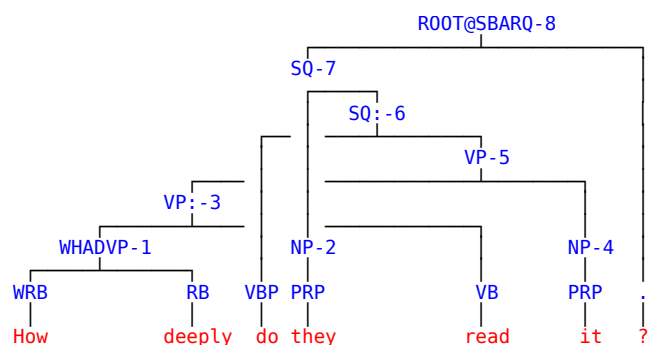 ROOT@SBARQ-8
SQ-7
SQ:-6
VP-5
VP:-3
WHADVP-1 NP-2 NP-4
WRB RB VBP PRP VB PRP .
How deeply do they read it ?